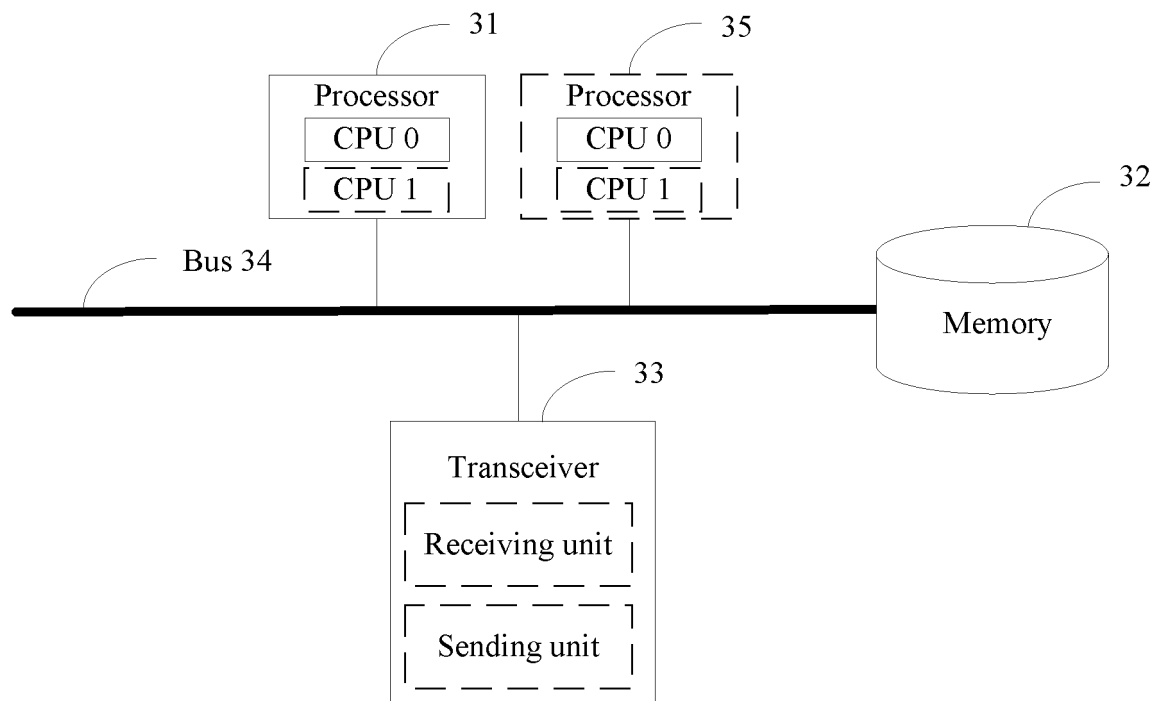 31
35
Processor
CPU 0
CPU 1
Processor
CPU 0
CPU 1
32
Bus 34
Memory
33
Transceiver
Receiving unit
Sending unit